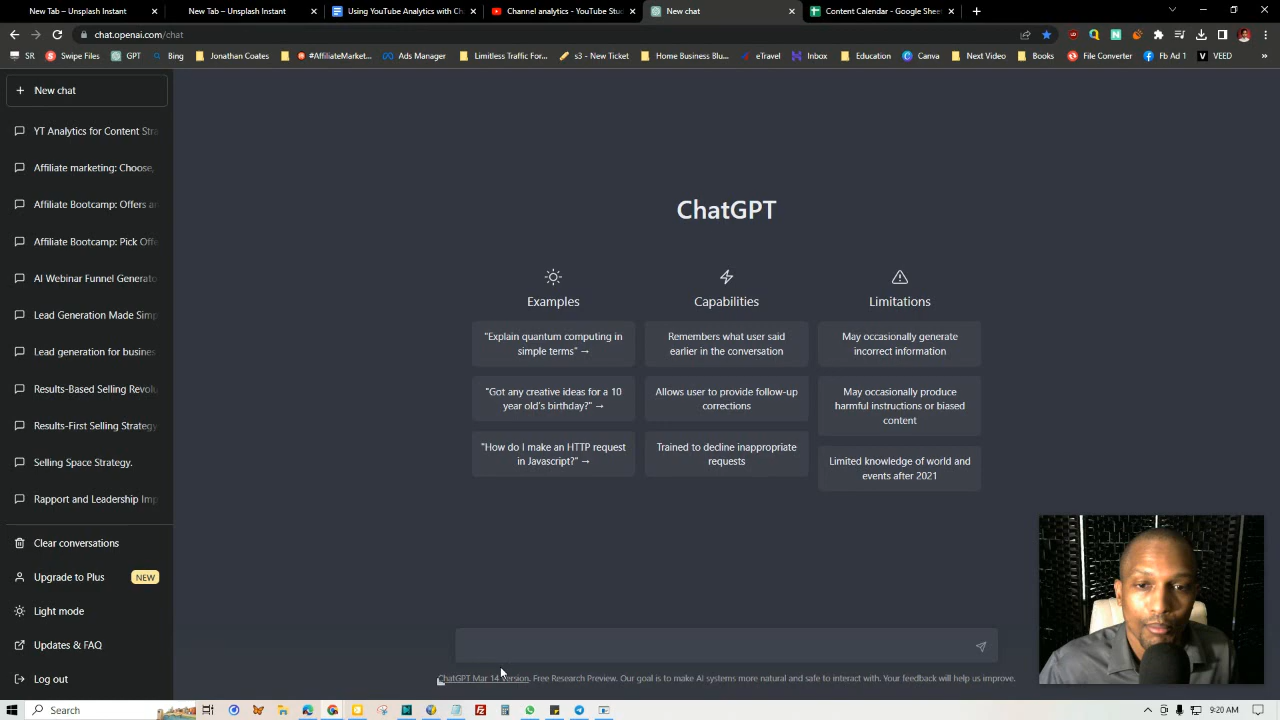 New Tab - Unsplash Instant
New Tab - Unsplash Instant
Using YouTube Analytics with Ch
Channel analytics - YouTube Stud
New chat
Content Calendar - Google Sheet
chat.openai.com/chat
SR
Swipe Files
GPT
Bing
Jonathan Coates
#AffiliateMarket...
Ads Manager
Limitless Traffic For...
s3 - New Ticket
Home Business Blu...
eTravel
Inbox
Education
Canva
Next Video
Books
File Converter
Fb Ad 1
VEED
New chat
YT Analytics for Content Stra
Affiliate marketing: Choose,
Affiliate Bootcamp: Offers an
Affiliate Bootcamp: Pick Offe
AI Webinar Funnel Generato
Lead Generation Made Simp
Lead generation for busines
Results-Based Selling Revolu
Results-First Selling Strategy
Selling Space Strategy.
Rapport and Leadership Imp
Clear conversations
Upgrade to Plus
NEW
Light mode
Updates & FAQ
Log out
ChatGPT
Examples
"Explain quantum computing in
simple terms" →
"Got any creative ideas for a 10
year old's birthday?" →
"How do I make an HTTP request
in Javascript?" →
Capabilities
Remembers what user said
earlier in the conversation
Allows user to provide follow-up
corrections
Trained to decline inappropriate
requests
Limitations
May occasionally generate
incorrect information
May occasionally produce
harmful instructions or biased
content
Limited knowledge of world and
events after 2021
ChatGPT Mar 14 Version. Free Research Preview. Our goal is to make AI systems more natural and safe to interact with. Your feedback will help us improve.
Search
9:20 AM